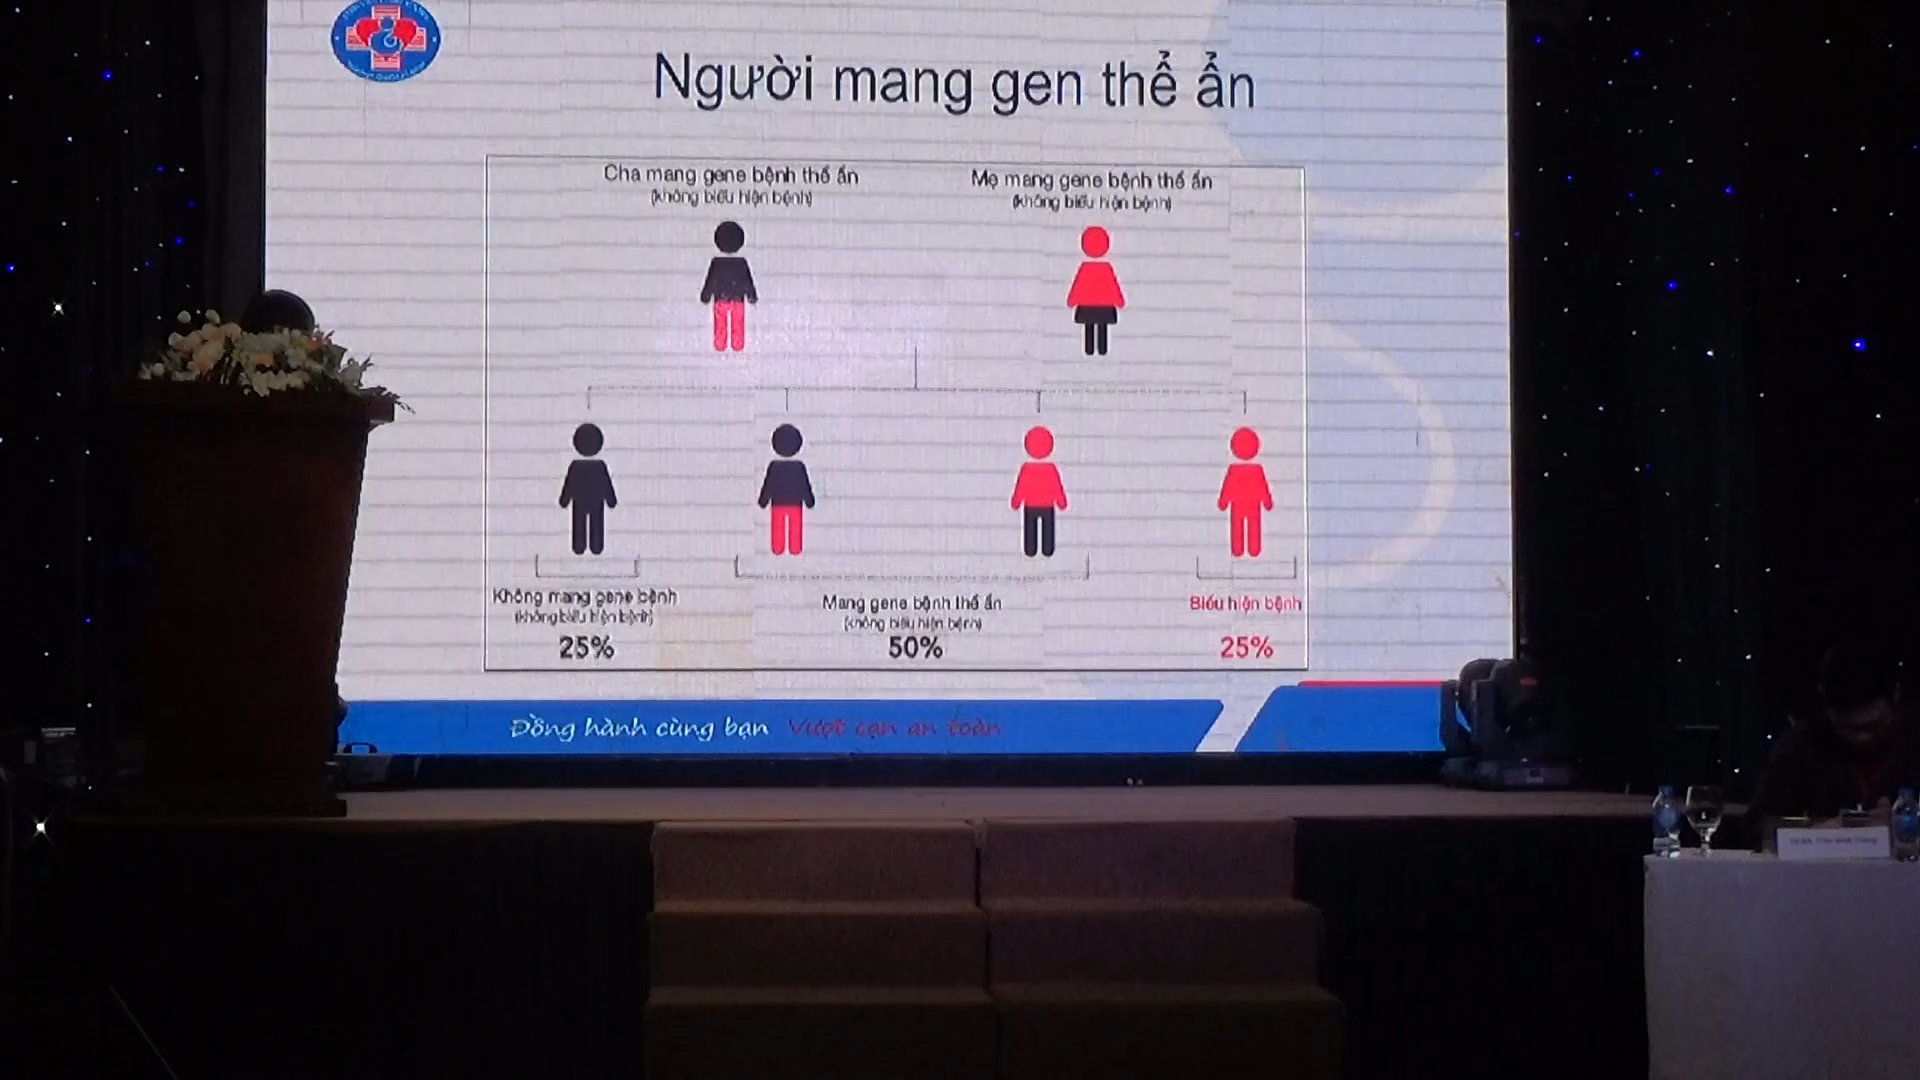 Người mang gen thể ẩn
Cha mang gene bệnh thể ẩn
(không biểu hiện bệnh)
Mẹ mang gene bệnh thể ẩn
(không biểu hiện bệnh)
Không mang gene bệnh
(không biểu hiện bệnh)
25%
Mang gene bệnh thể ẩn
(không biểu hiện bệnh)
50%
Biểu hiện bệnh
25%
Đồng hành cùng bạn Vượt cạn an toàn